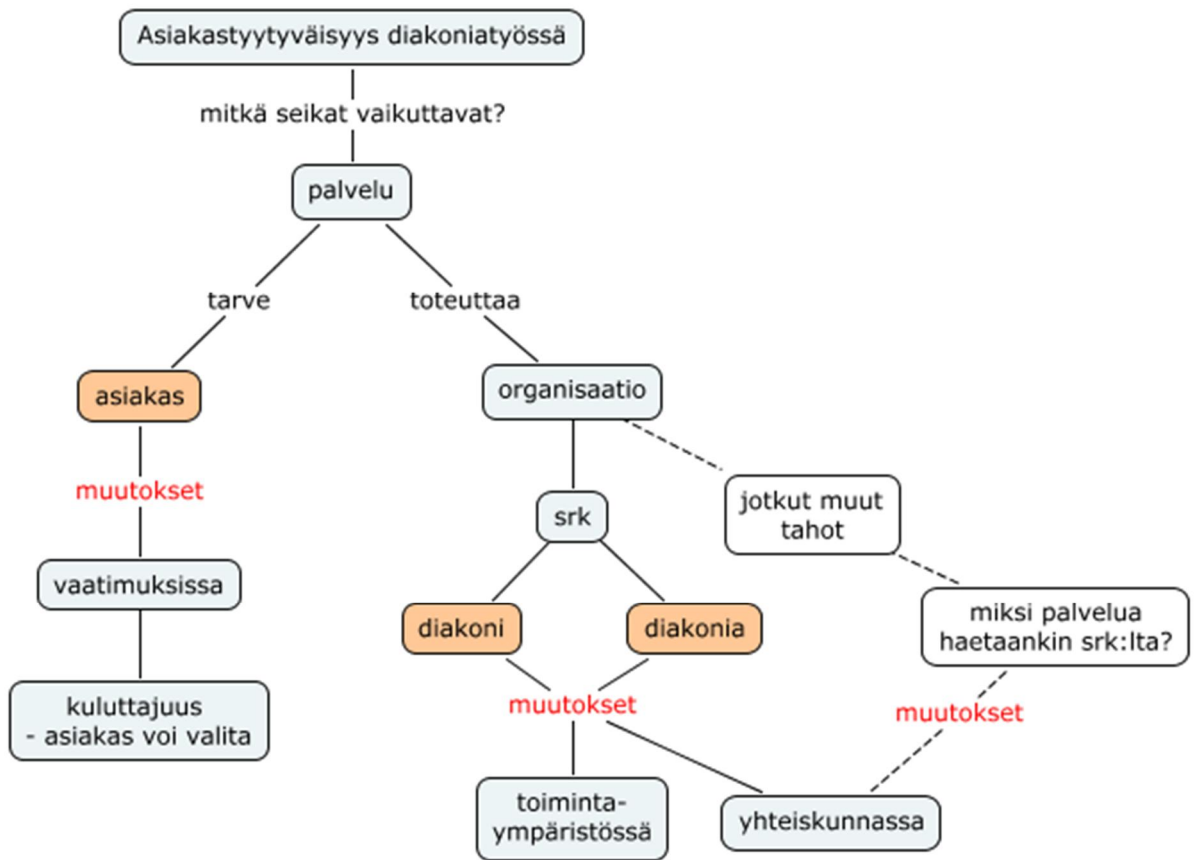 Asiakastyytyväisyys diakoniatyössä
mitkä seikat vaikuttavat?
palvelu
tarve
toteuttaa
asiakas
organisaatio
muutokset
srk
jotkut muut
tahot
vaatimuksissa
diakoni
diakonia
miksi palvelua
haetaankin srk:lta?
kuluttajuus
- asiakas voi valita
muutokset
muutokset
toiminta-
ympäristössä
yhteiskunnassa